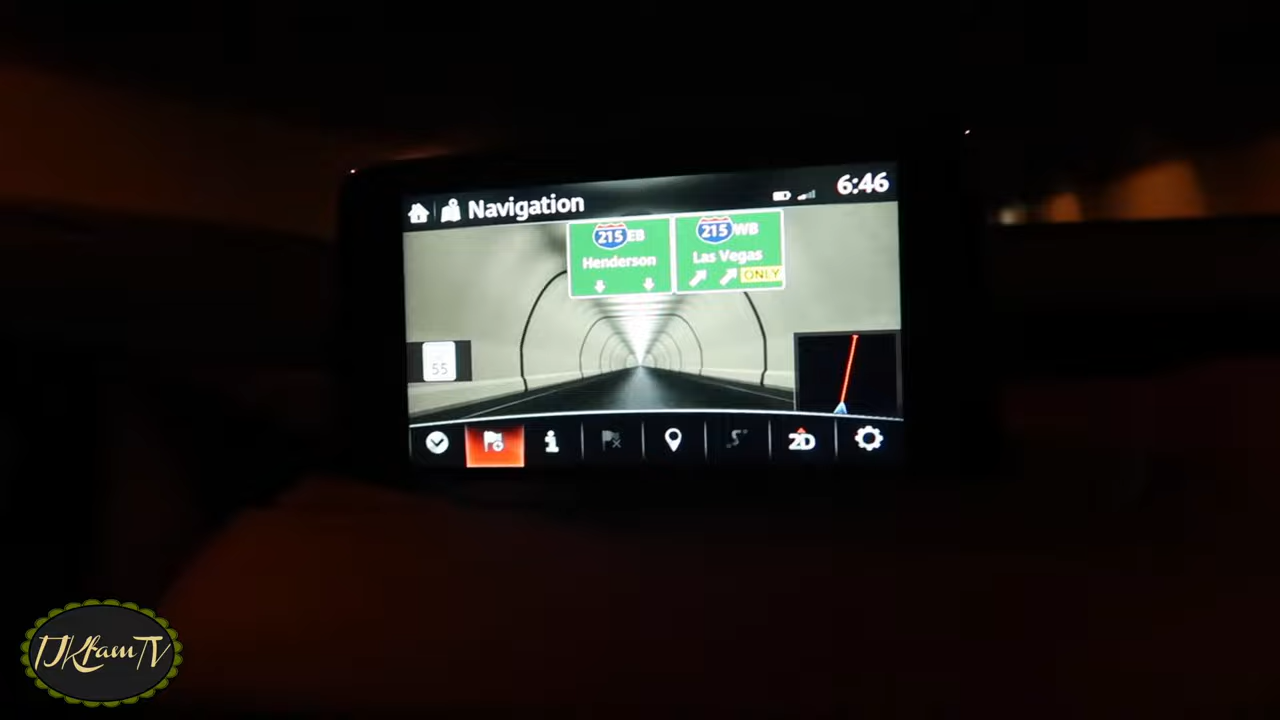 Navigation
6:46
215 EB
Henderson
215 WB
Las Vegas
ONLY
55
2D
TJKfamTV